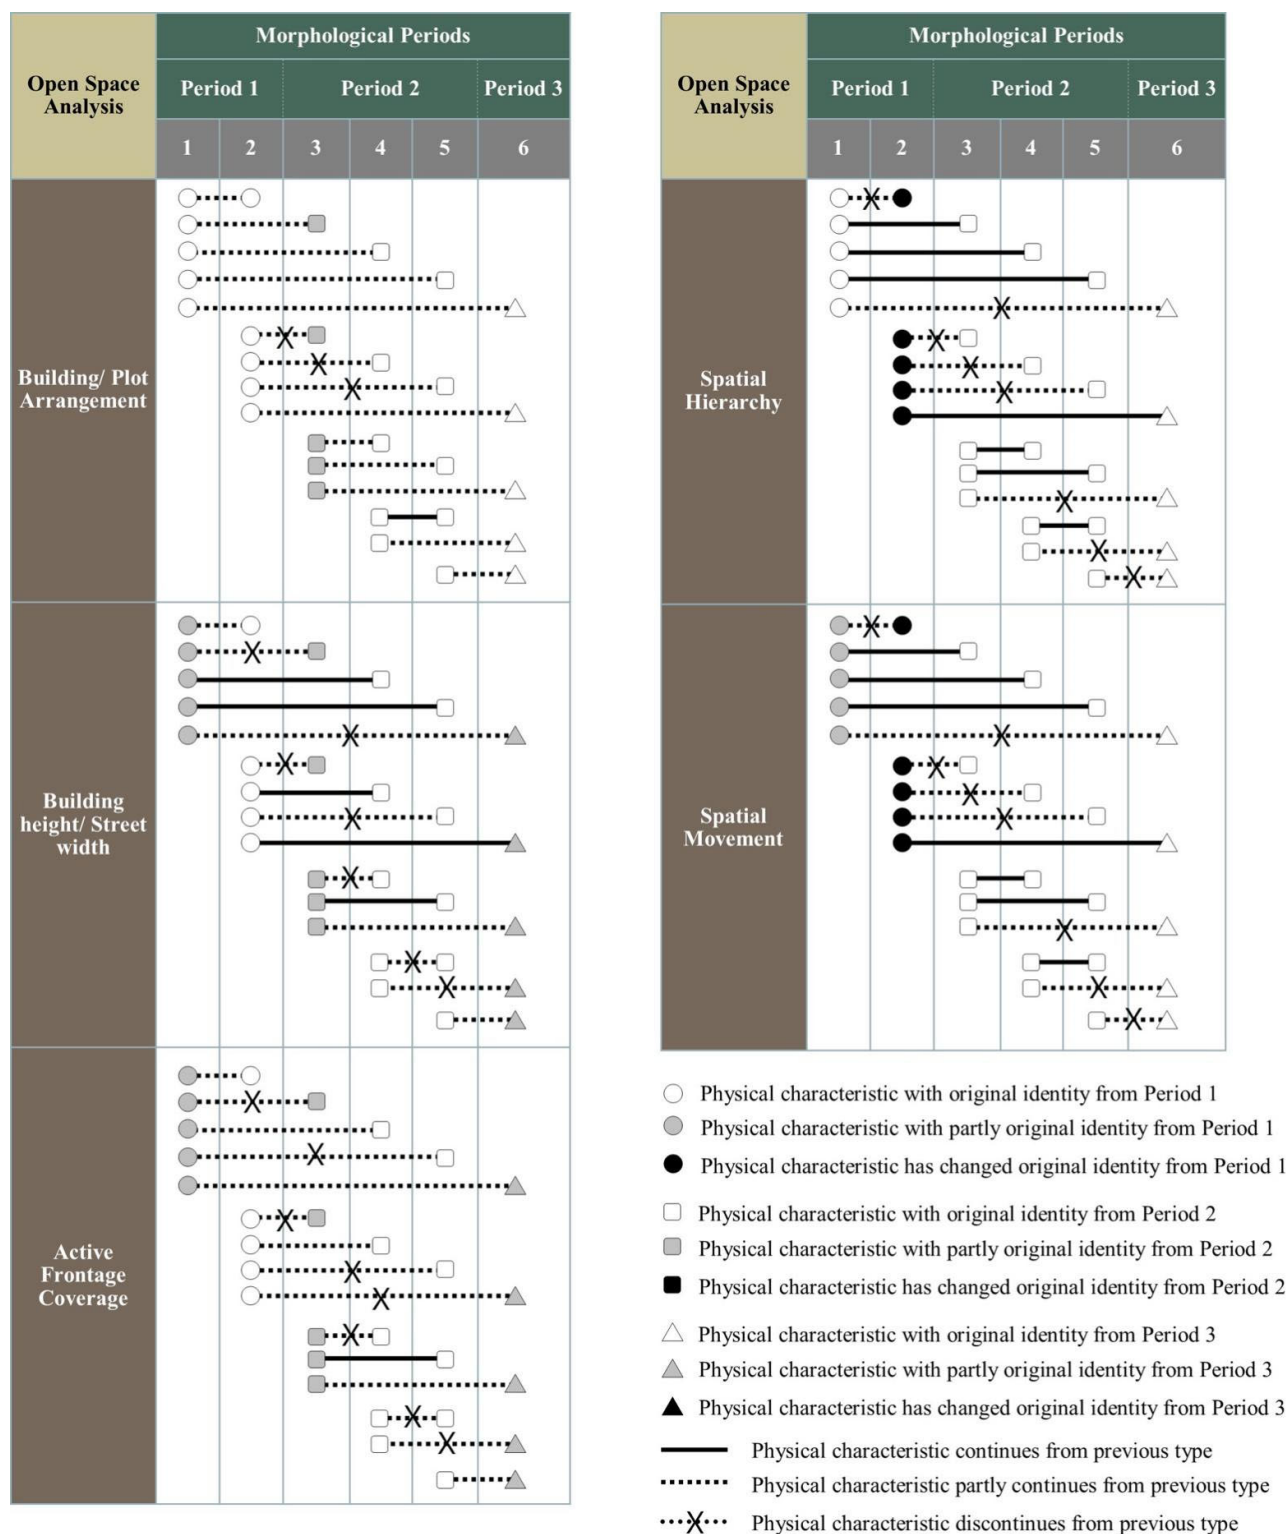 Open Space
Analysis
Morphological Periods
Period 1
Period 2
Period 3
1
2
3
4
5
6
Building/ Plot
Arrangement
Building
height/ Street
width
Active
Frontage
Coverage
Open Space
Analysis
Morphological Periods
Period 1
Period 2
Period 3
1
2
3
4
5
6
Spatial
Hierarchy
Spatial
Movement
Physical characteristic with original identity from Period 1
Physical characteristic with partly original identity from Period 1
Physical characteristic has changed original identity from Period 1
Physical characteristic with original identity from Period 2
Physical characteristic with partly original identity from Period 2
Physical characteristic has changed original identity from Period 2
Physical characteristic with original identity from Period 3
Physical characteristic with partly original identity from Period 3
Physical characteristic has changed original identity from Period 3
Physical characteristic continues from previous type
Physical characteristic partly continues from previous type
Physical characteristic discontinues from previous type